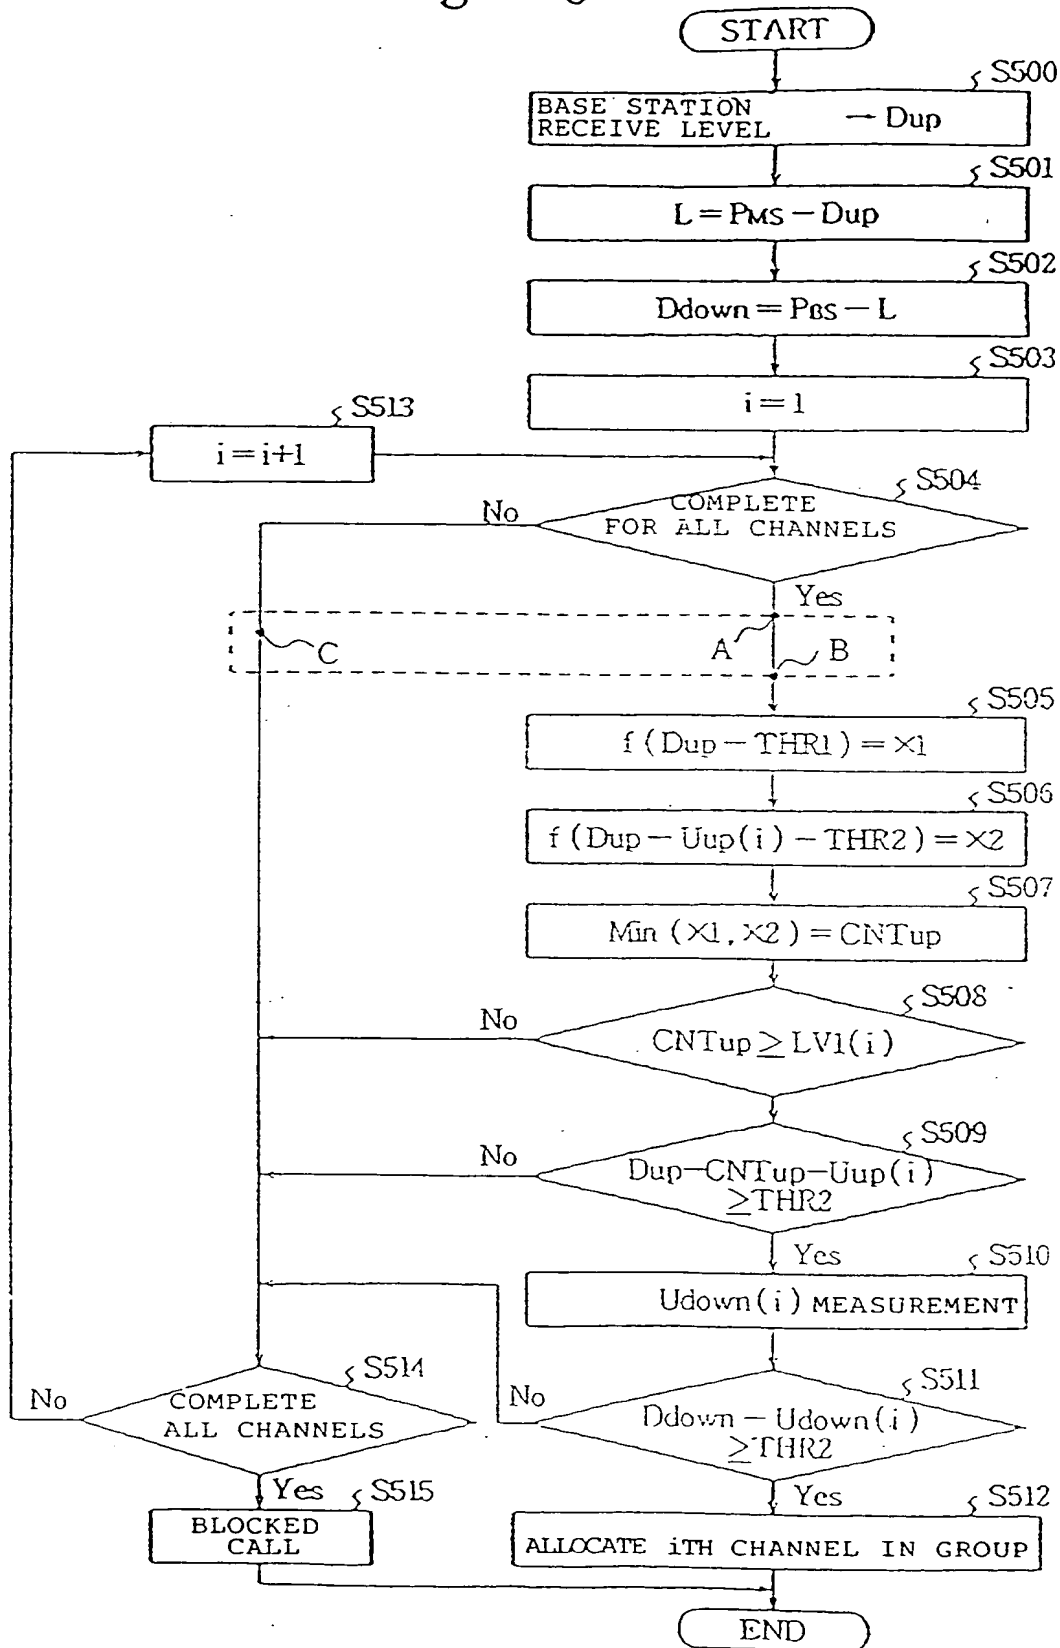 START
S500
BASE STATION
RECEIVE LEVEL → Dup
S501
L = PMS − Dup
S502
Ddown = PBS − L
S503
i = 1
S513
i = i+1
S504
COMPLETE
FOR ALL CHANNELS
No
Yes
C
A
B
S505
f (Dup − THR1) = X1
S506
f (Dup − Uup(i) − THR2) = X2
S507
Min (X1, X2) = CNTup
S508
No
CNTup ≥ LV1(i)
S509
No
Dup−CNTup−Uup(i)
≥THR2
Yes
S510
Udown(i) MEASUREMENT
S514
No
COMPLETE
ALL CHANNELS
S511
No
Ddown − Udown(i)
≥THR2
Yes
S515
BLOCKED
CALL
Yes
S512
ALLOCATE iTH CHANNEL IN GROUP
END